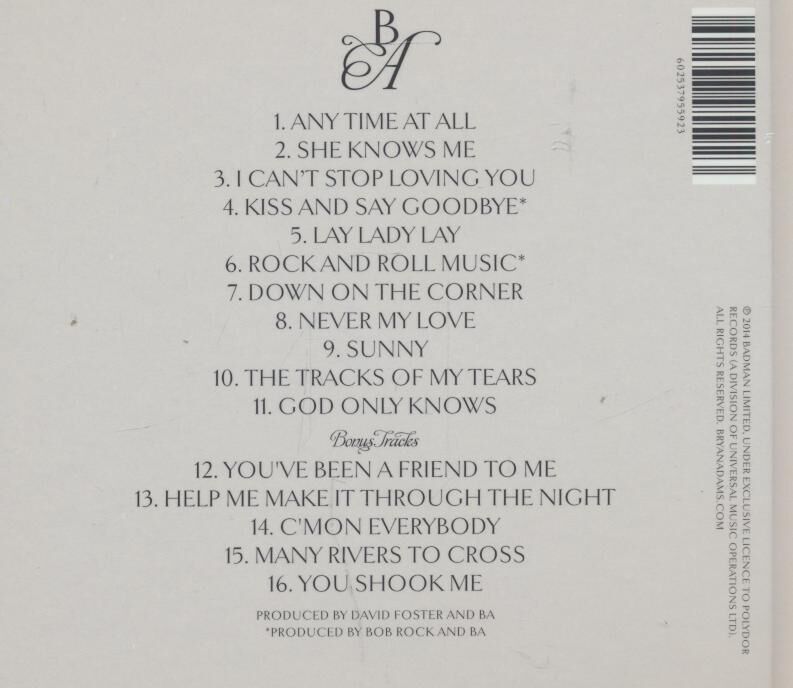 BA
1. ANY TIME AT ALL
2. SHE KNOWS ME
3. I CAN'T STOP LOVING YOU
4. KISS AND SAY GOODBYE*
5. LAY LADY LAY
6. ROCK AND ROLL MUSIC*
7. DOWN ON THE CORNER
8. NEVER MY LOVE
9. SUNNY
10. THE TRACKS OF MY TEARS
11. GOD ONLY KNOWS
Bonus Tracks
12. YOU'VE BEEN A FRIEND TO ME
13. HELP ME MAKE IT THROUGH THE NIGHT
14. C'MON EVERYBODY
15. MANY RIVERS TO CROSS
16. YOU SHOOK ME
PRODUCED BY DAVID FOSTER AND BA
*PRODUCED BY BOB ROCK AND BA
602537955923
℗ 2014 BADMAN LIMITED, UNDER EXCLUSIVE LICENCE TO POLYDOR
RECORDS (A DIVISION OF UNIVERSAL MUSIC OPERATIONS LTD).
ALL RIGHTS RESERVED. BRYANADAMS.COM